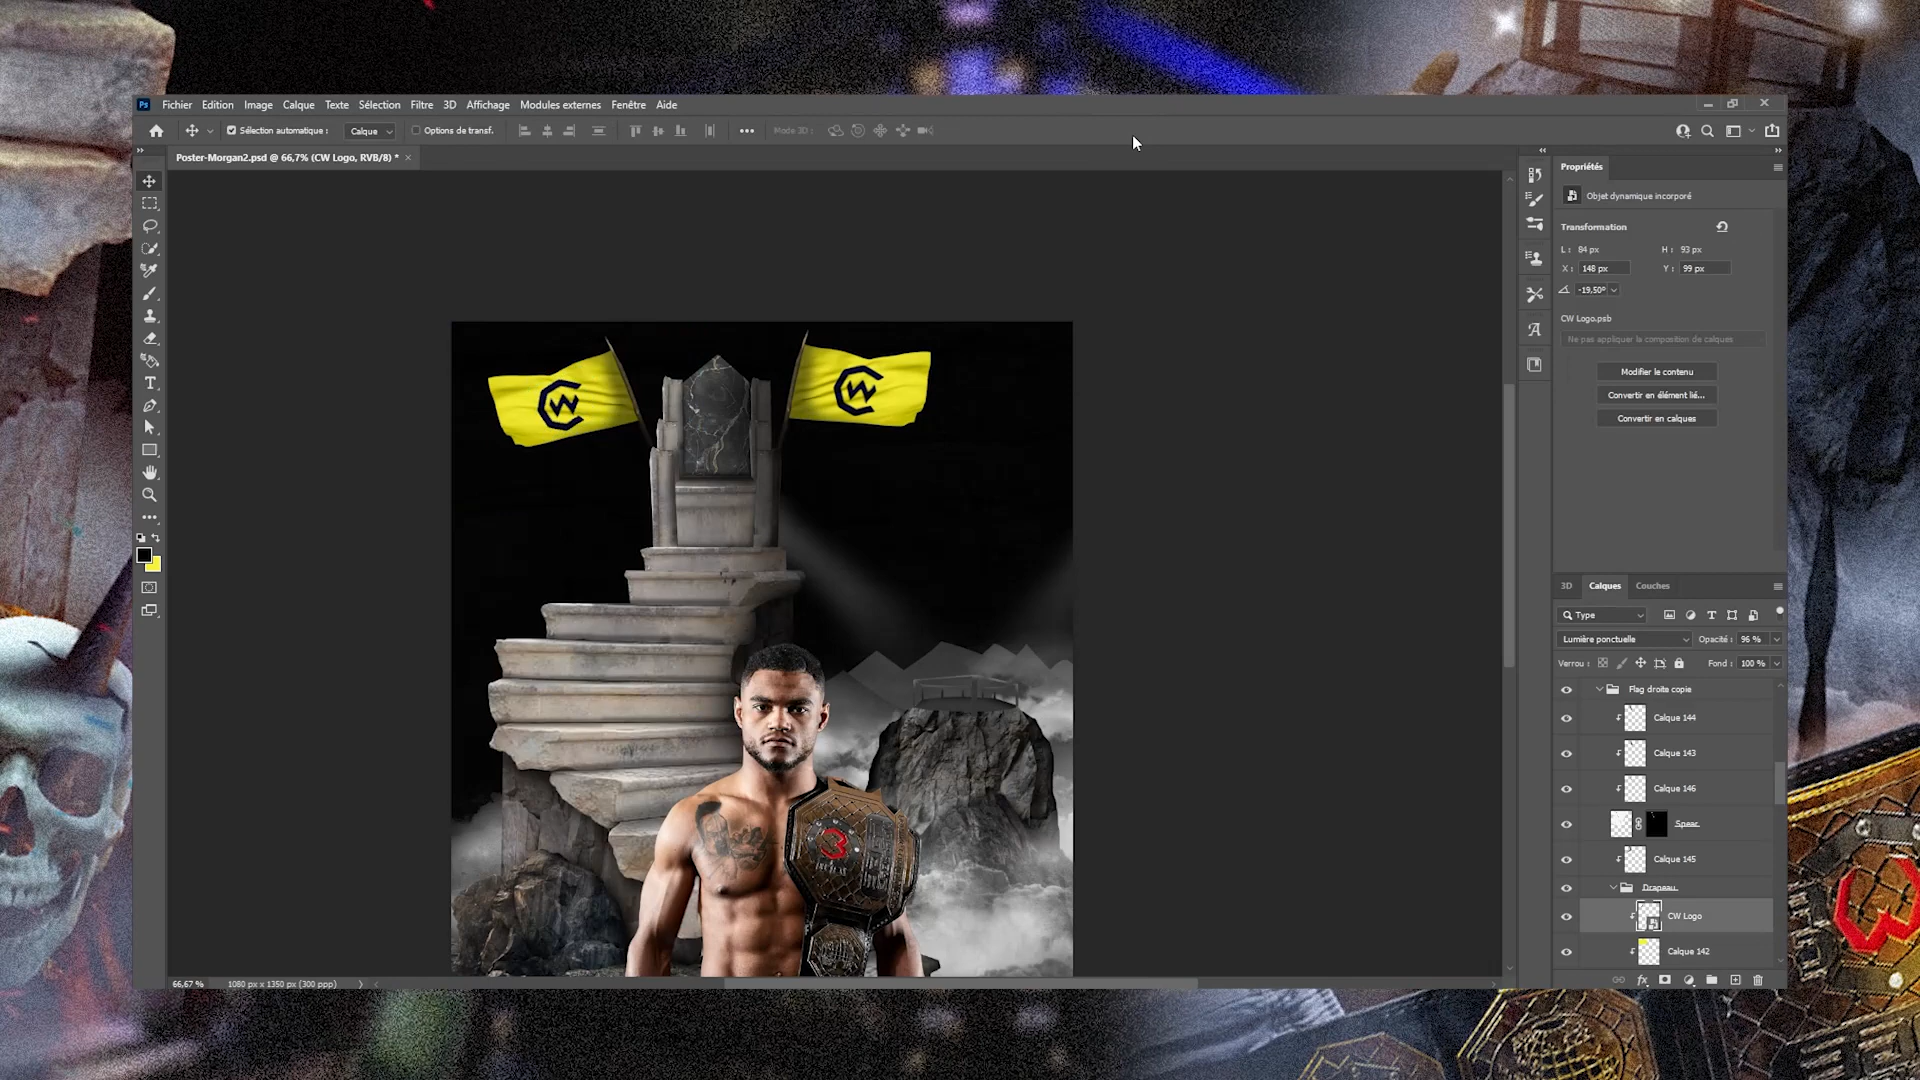 Ps Fichier Edition Image Calque Texte Sélection Filtre 3D Affichage Modules externes Fenêtre Aide
Sélection automatique : Calque Options de transf. Mode 3D :
Poster-Morgan2.psd @ 66,7% (CW Logo, RVB/8) *
Propriétés
Objet dynamique incorporé
Transformation
L : 84 px H : 93 px
X : 148 px Y : 99 px
-19,50°
CW Logo.psb
Ne pas appliquer la composition de calques
Modifier le contenu
Convertir en élément lié...
Convertir en calques
CW
CW
3D Calques Couches
Type
Lumière ponctuelle Opacité : 96 %
Verrou : Fond : 100 %
Flag droite copie
Calque 144
Calque 143
Calque 146
Spear
Calque 145
Drapeau
CW Logo
Calque 142
66,67 % 1080 px x 1350 px (300 ppp)